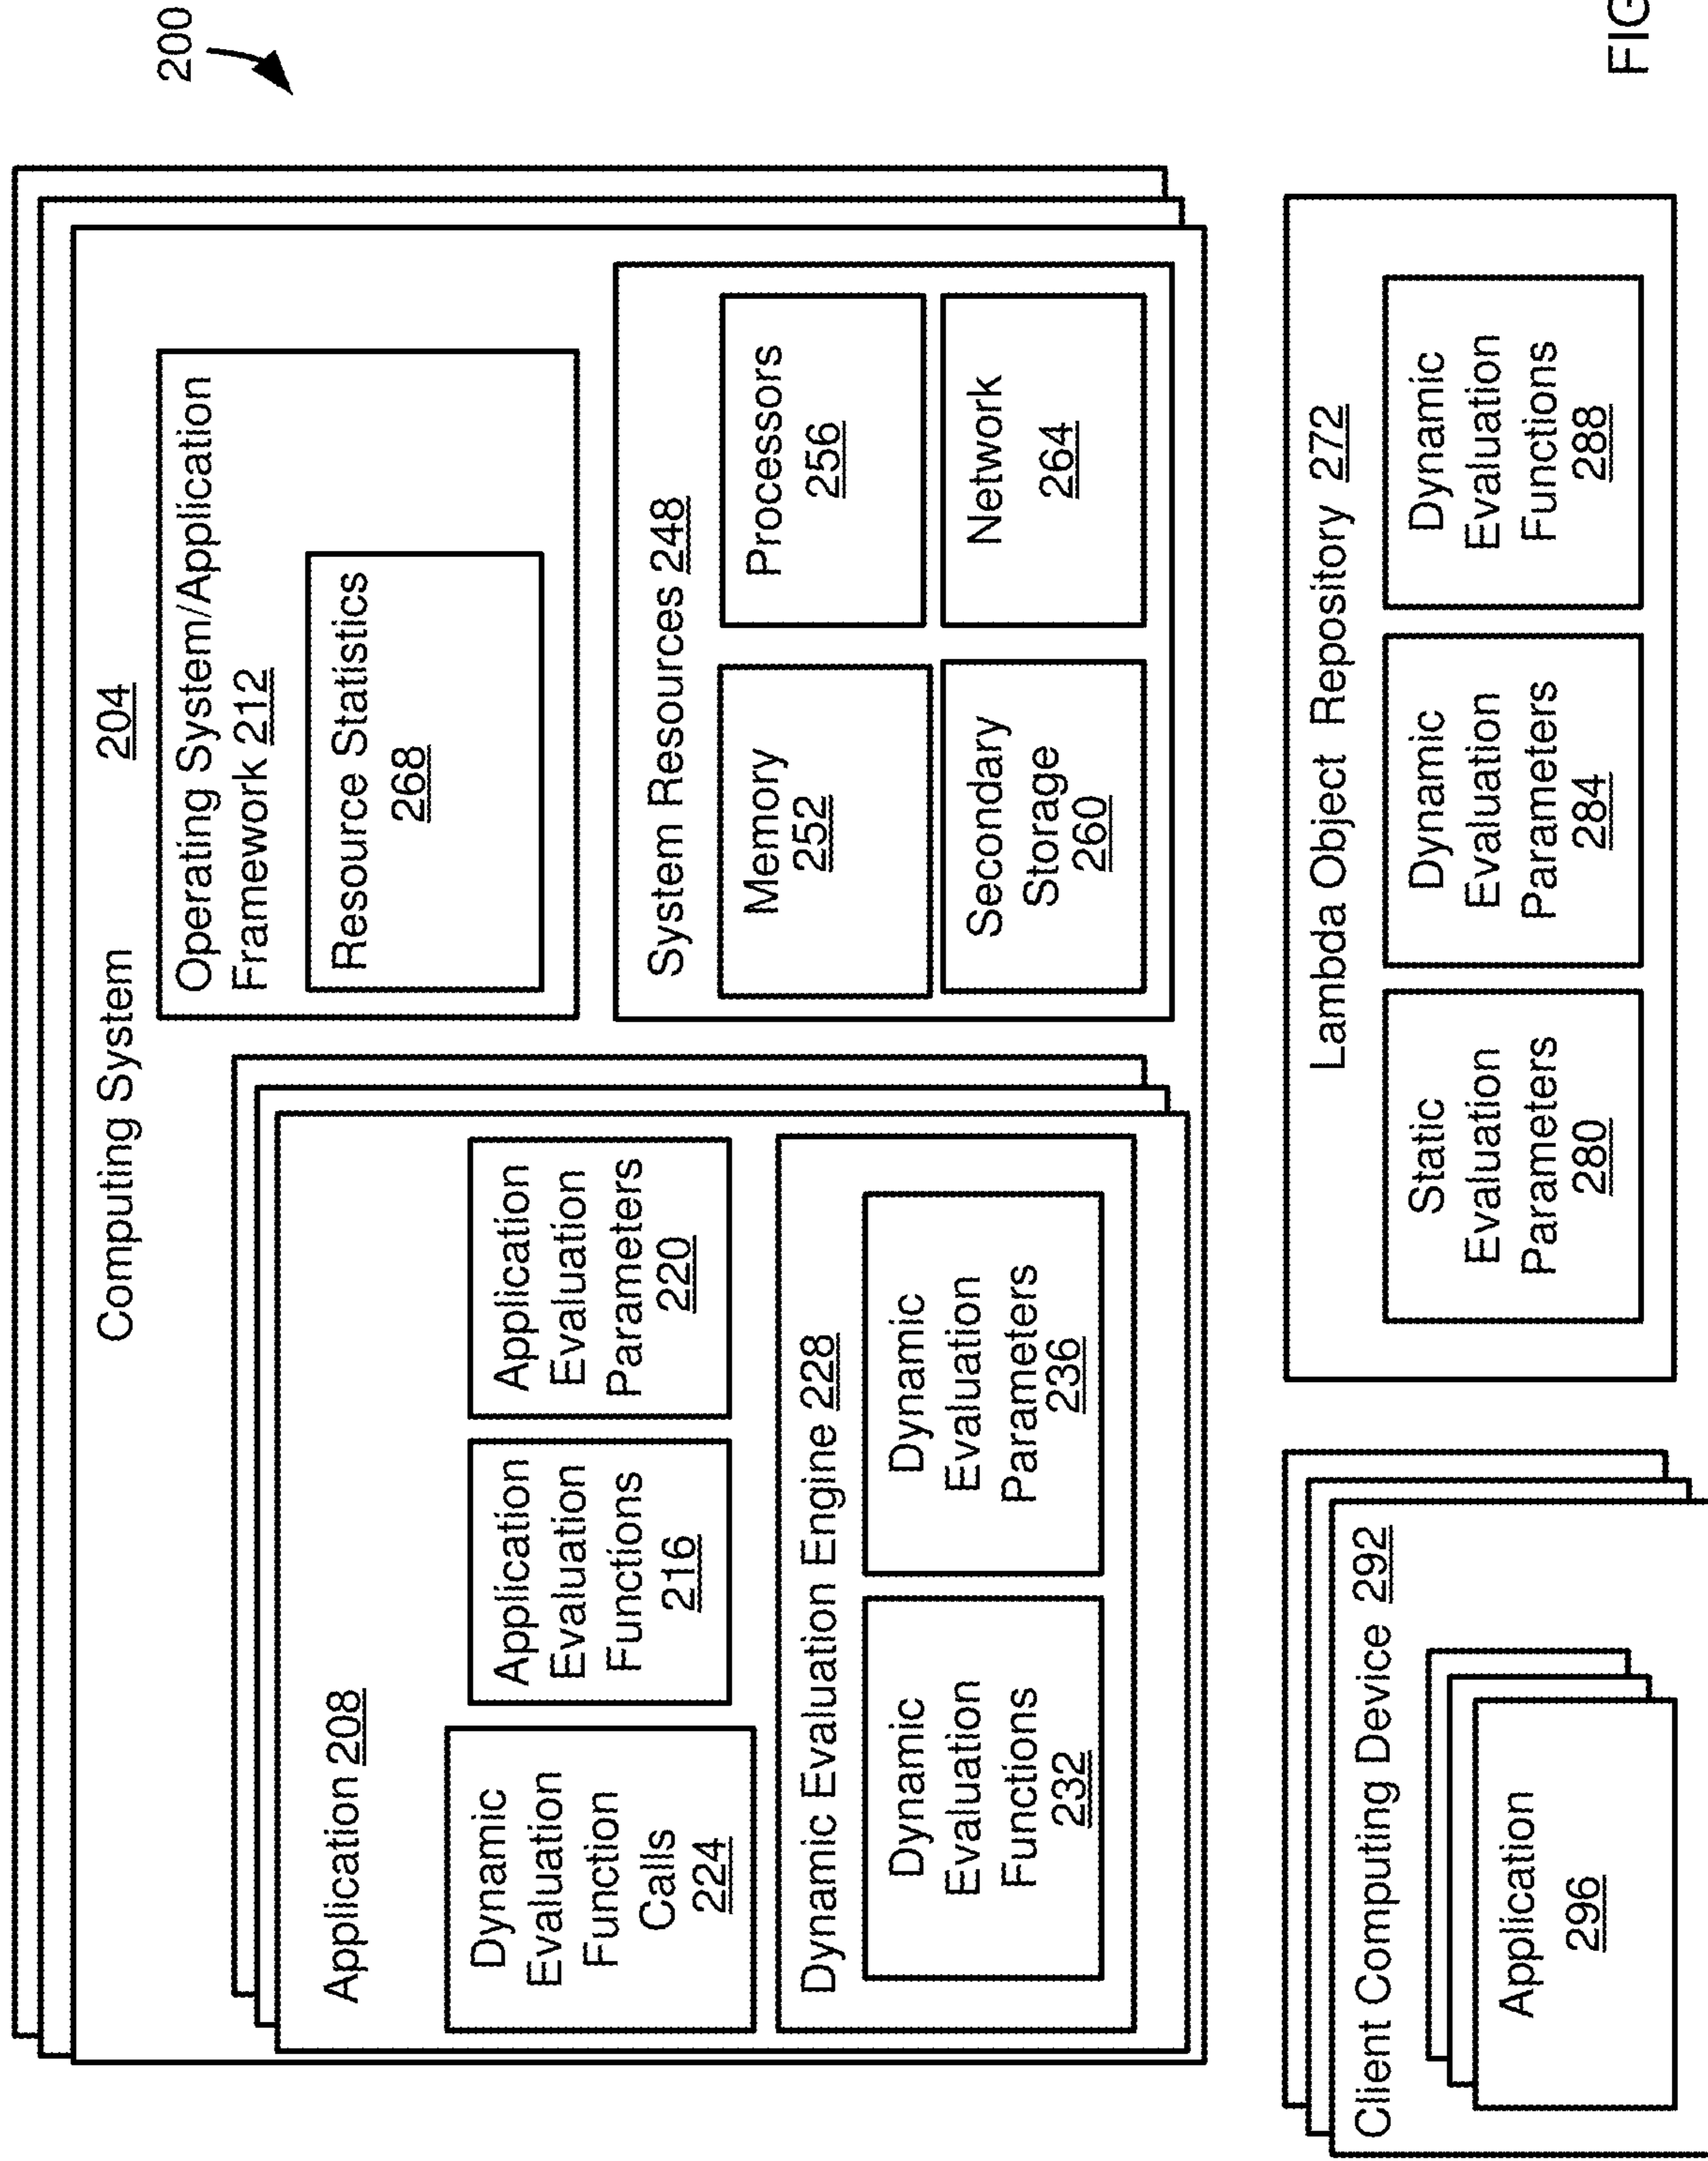 200
Computing System
204
Application 208
Dynamic
Evaluation
Function
Calls
224
Application
Evaluation
Functions
216
Application
Evaluation
Parameters
220
Dynamic Evaluation Engine 228
Dynamic
Evaluation
Functions
232
Dynamic
Evaluation
Parameters
236
Operating System/Application
Framework 212
Resource Statistics
268
System Resources 248
Memory
252
Processors
256
Secondary
Storage
260
Network
264
Client Computing Device 292
Application
296
Lambda Object Repository 272
Static
Evaluation
Parameters
280
Dynamic
Evaluation
Parameters
284
Dynamic
Evaluation
Functions
288
FIG